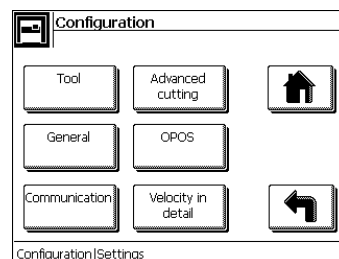 Configuration
Tool
Advanced
cutting
General
OPOS
Communication
Velocity in
detail
Configuration|Settings